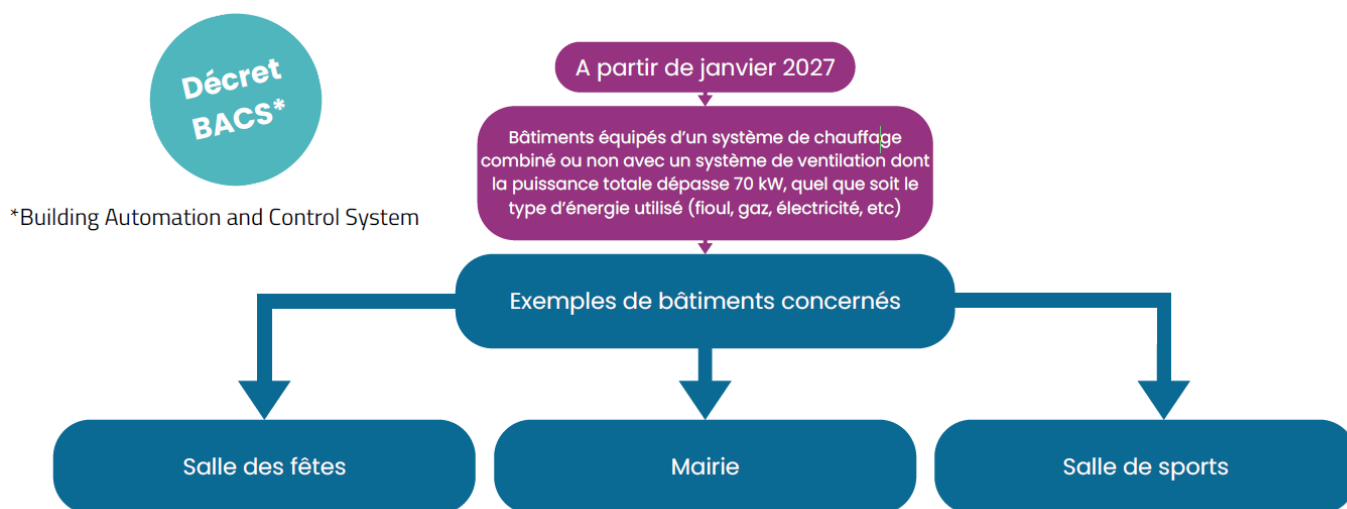 Décret
BACS*
*Building Automation and Control System
A partir de janvier 2027
Bâtiments équipés d'un système de chauffage
combiné ou non avec un système de ventilation dont
la puissance totale dépasse 70 kW, quel que soit le
type d'énergie utilisé (fioul, gaz, électricité, etc)
Exemples de bâtiments concernés
Salle des fêtes
Mairie
Salle de sports